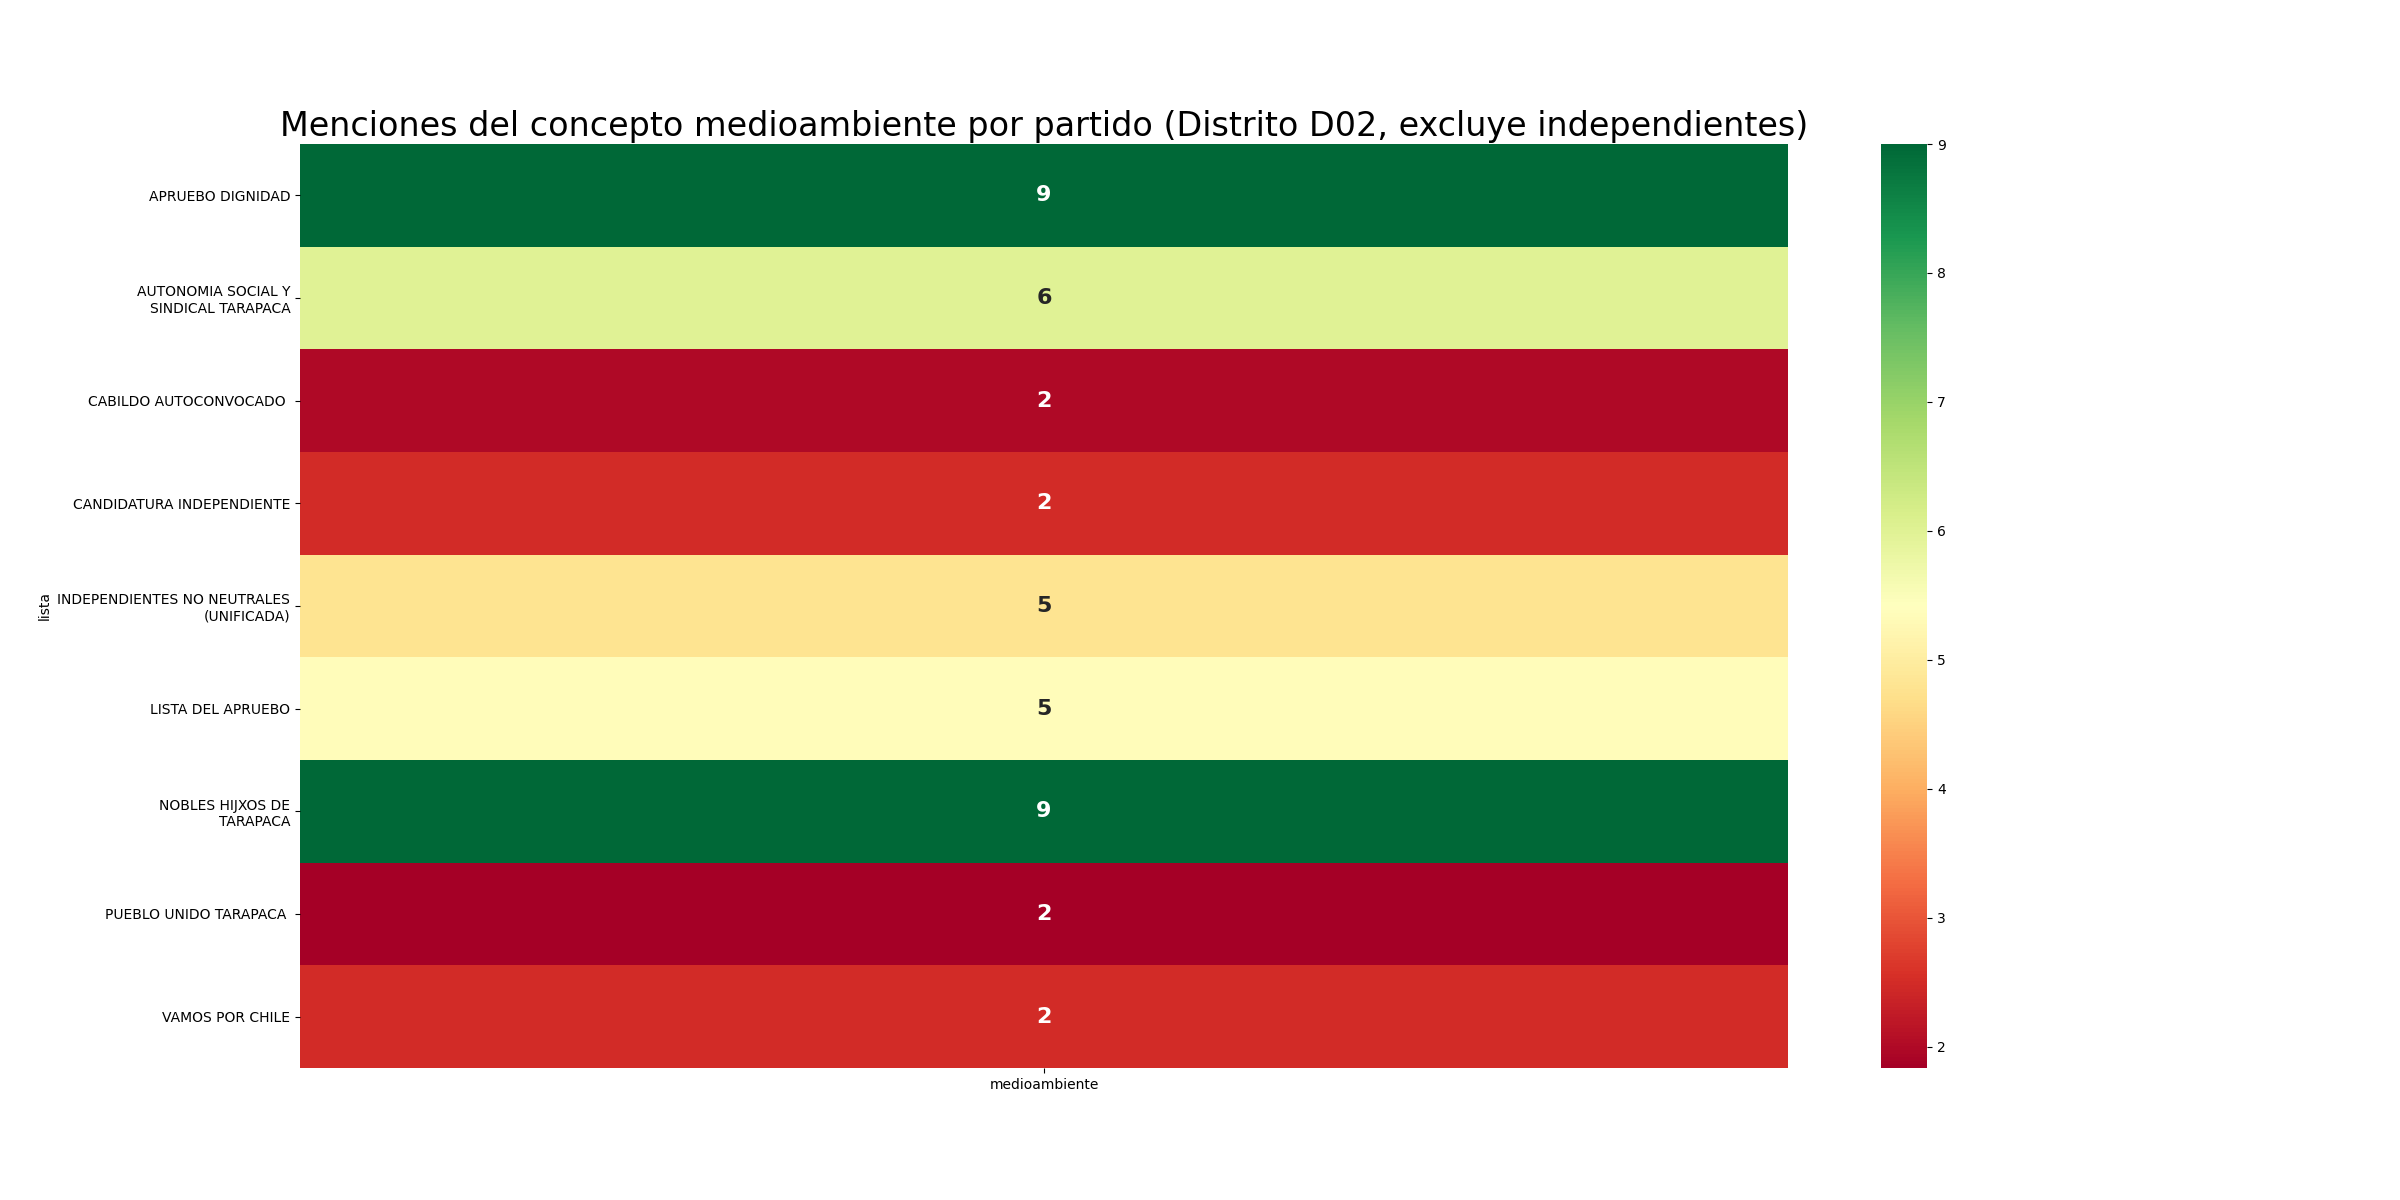 Menciones del concepto medioambiente por partido (Distrito D02, excluye independientes)
lista
APRUEBO DIGNIDAD
9
AUTONOMIA SOCIAL Y
SINDICAL TARAPACA
6
CABILDO AUTOCONVOCADO
2
CANDIDATURA INDEPENDIENTE
2
INDEPENDIENTES NO NEUTRALES
(UNIFICADA)
5
LISTA DEL APRUEBO
5
NOBLES HIJXOS DE
TARAPACA
9
PUEBLO UNIDO TARAPACA
2
VAMOS POR CHILE
2
medioambiente
9
8
7
6
5
4
3
2